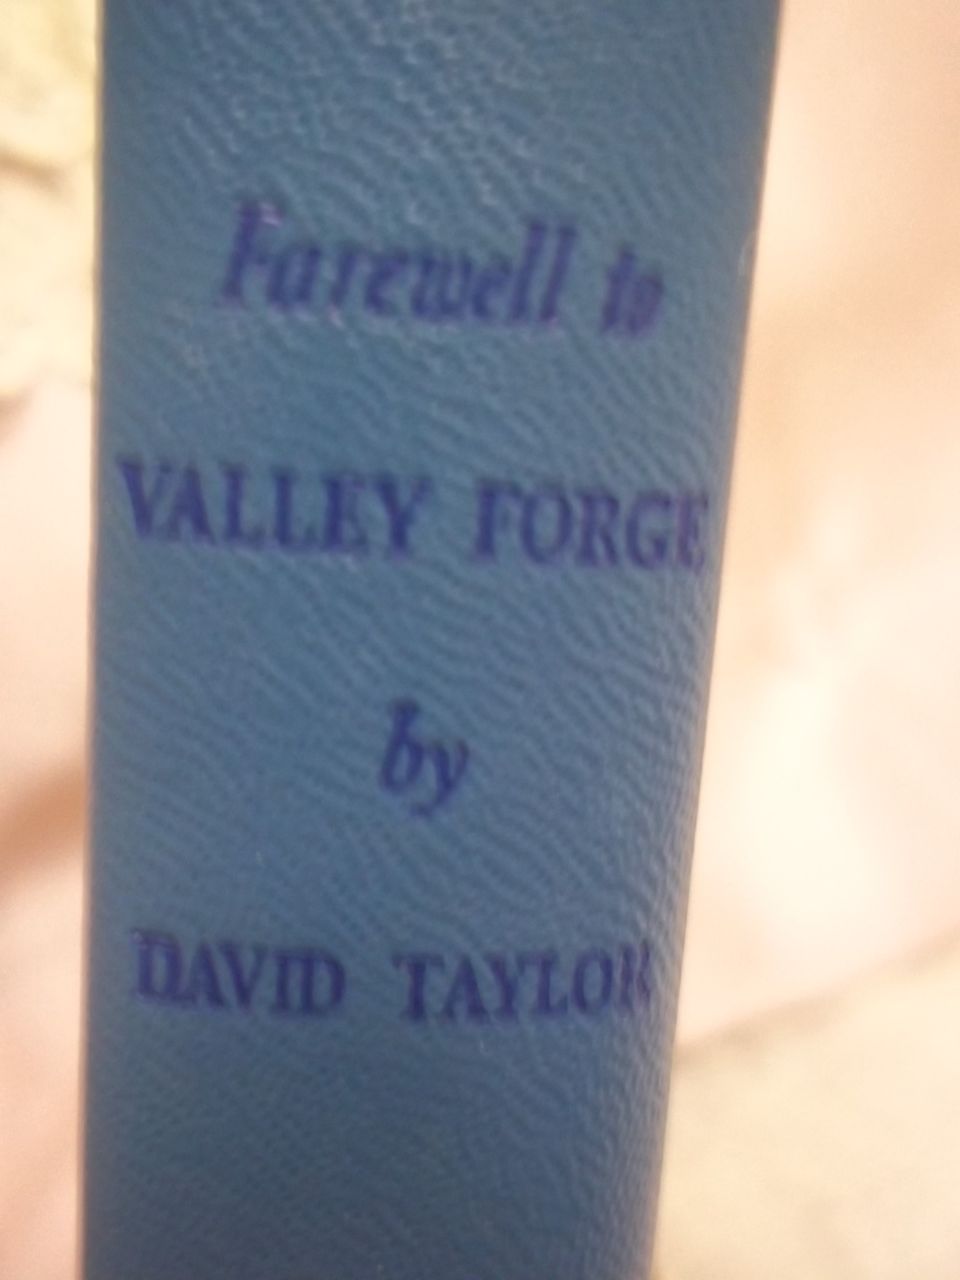 Farewell to
VALLEY FORGE
by
DAVID TAYLOR